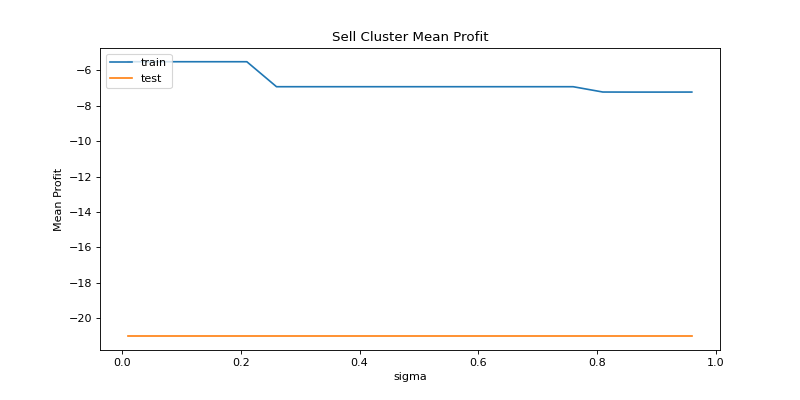 Sell Cluster Mean Profit
train
test
−6
−8
−10
−12
−14
−16
−18
−20
Mean Profit
0.0 0.2 0.4 0.6 0.8 1.0
sigma